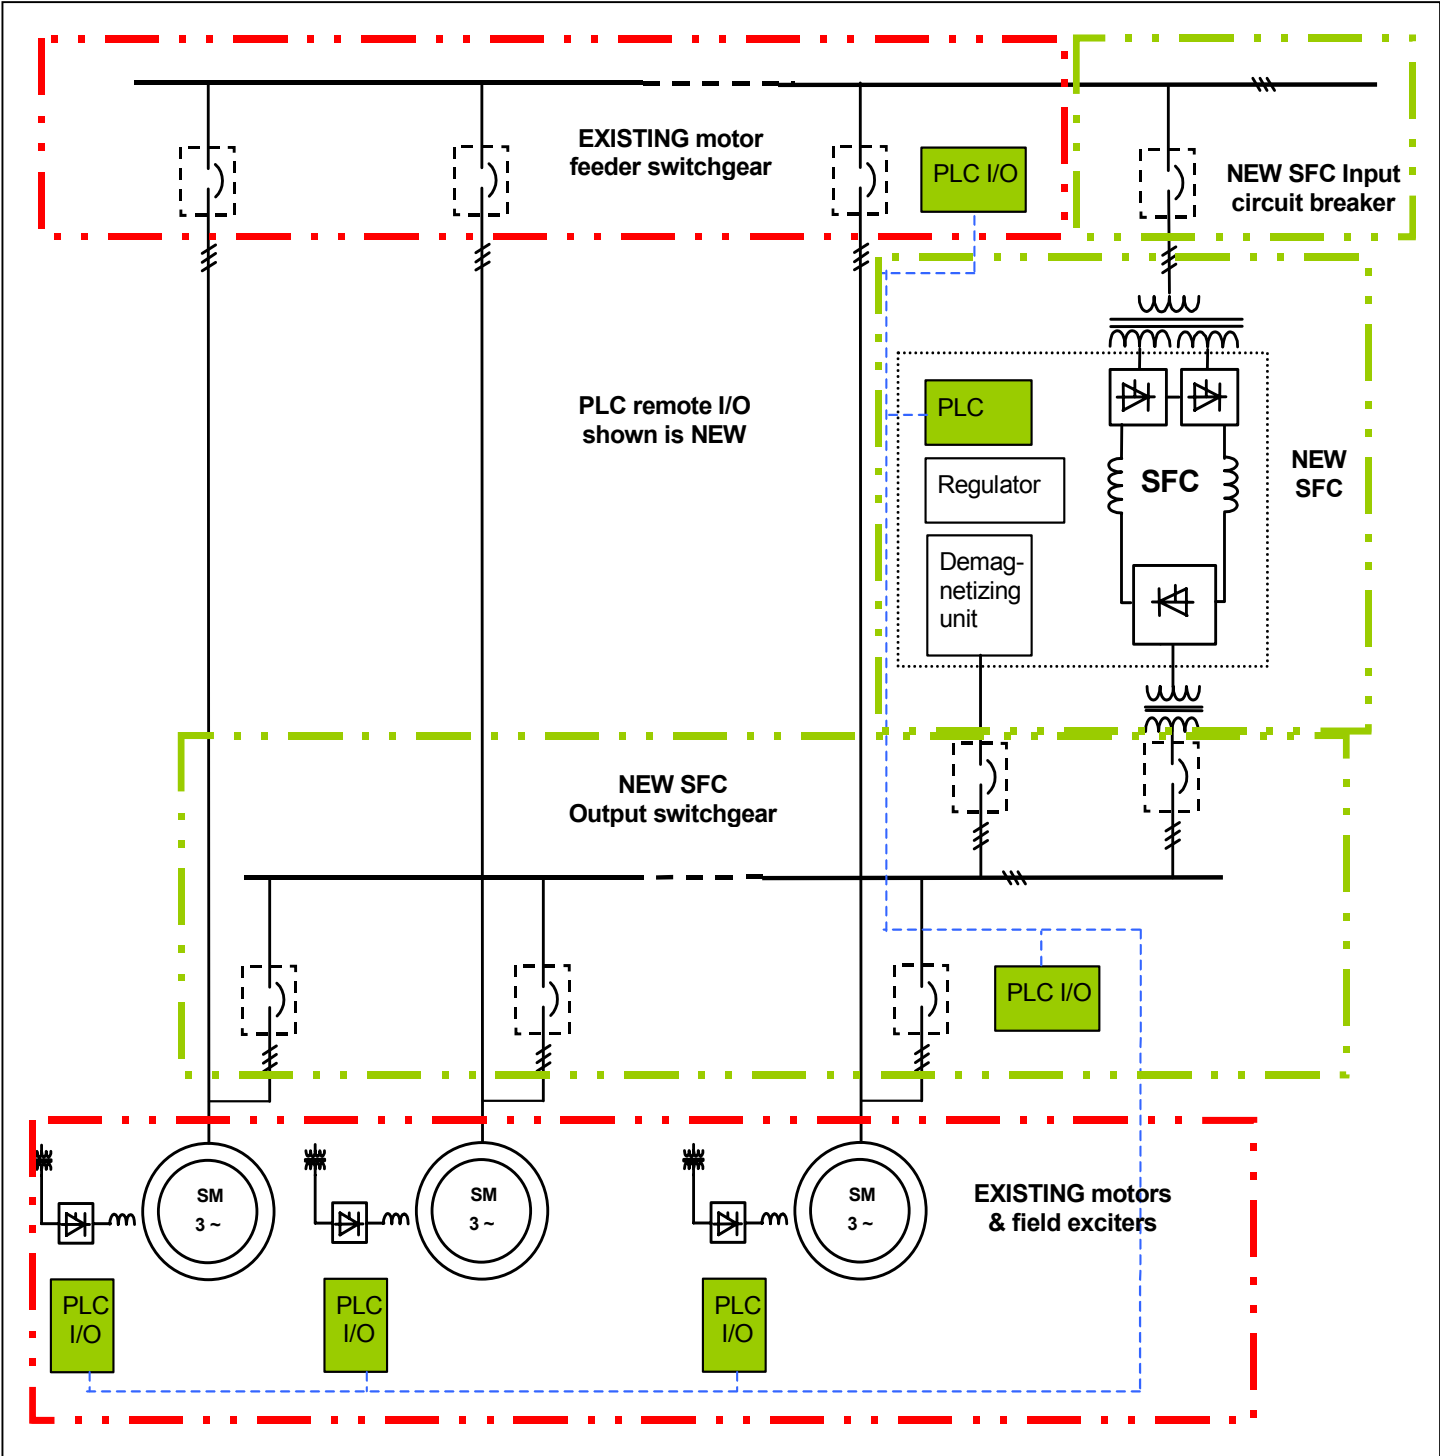 EXISTING motor
feeder switchgear
PLC I/O
NEW SFC Input
circuit breaker
PLC remote I/O
shown is NEW
PLC
Regulator
Demag-
netizing
unit
SFC
NEW
SFC
NEW SFC
Output switchgear
PLC I/O
SM
3 ~
SM
3 ~
SM
3 ~
EXISTING motors
& field exciters
PLC
I/O
PLC
I/O
PLC
I/O